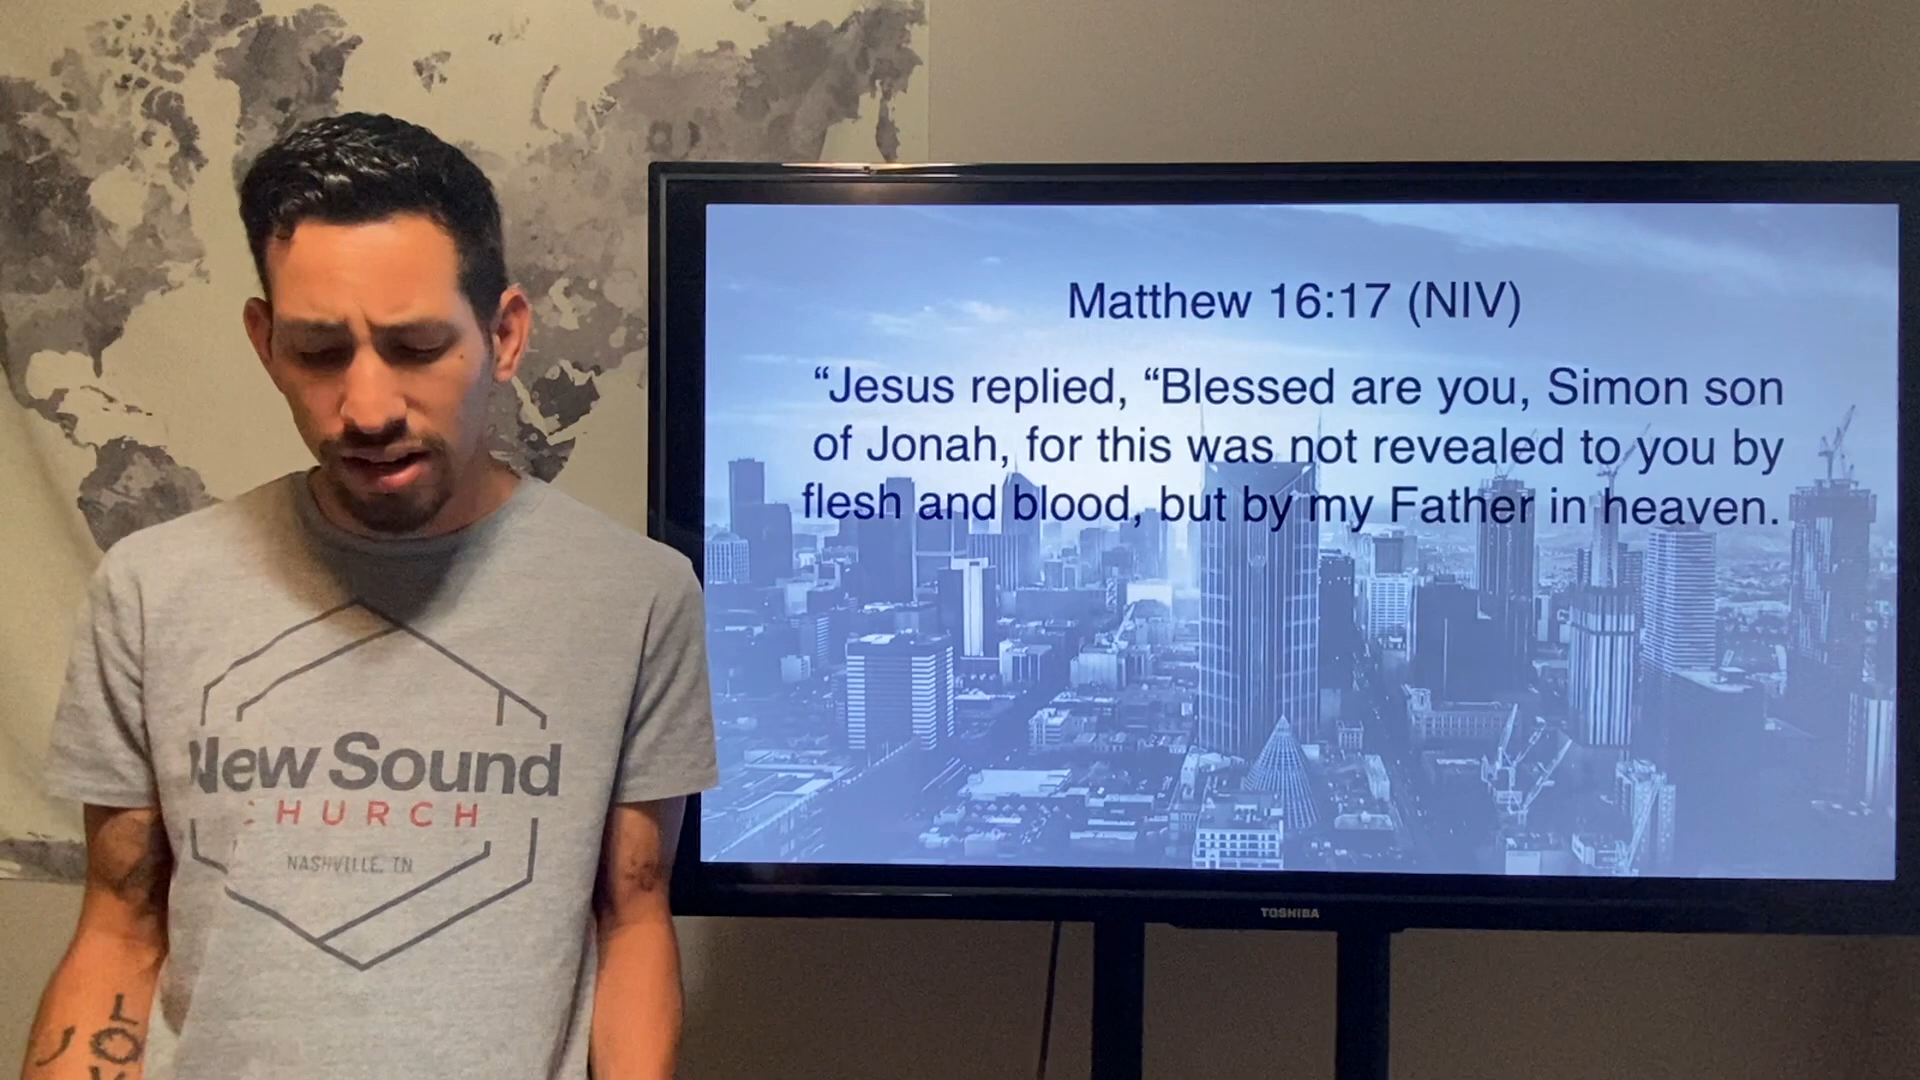 Matthew 16:17 (NIV)
“Jesus replied, “Blessed are you, Simon son
of Jonah, for this was not revealed to you by
flesh and blood, but by my Father in heaven.
New Sound
HURCH
NASHVILLE, TN
TOSHIBA